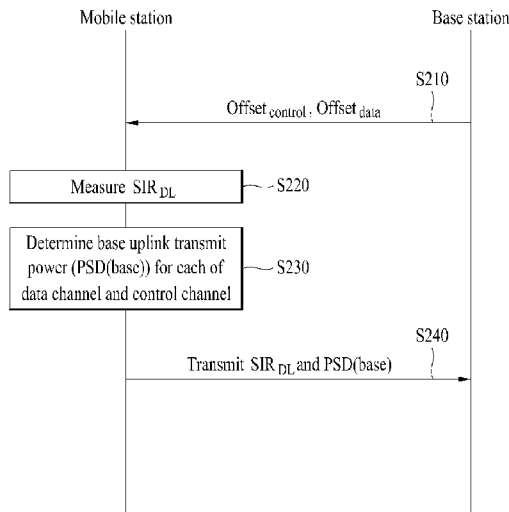 Mobile station
Base station
S210
Offset control, Offset data
Measure SIR DL
S220
Determine base uplink transmit
power (PSD(base)) for each of
data channel and control channel
S230
S240
Transmit SIR DL and PSD(base)